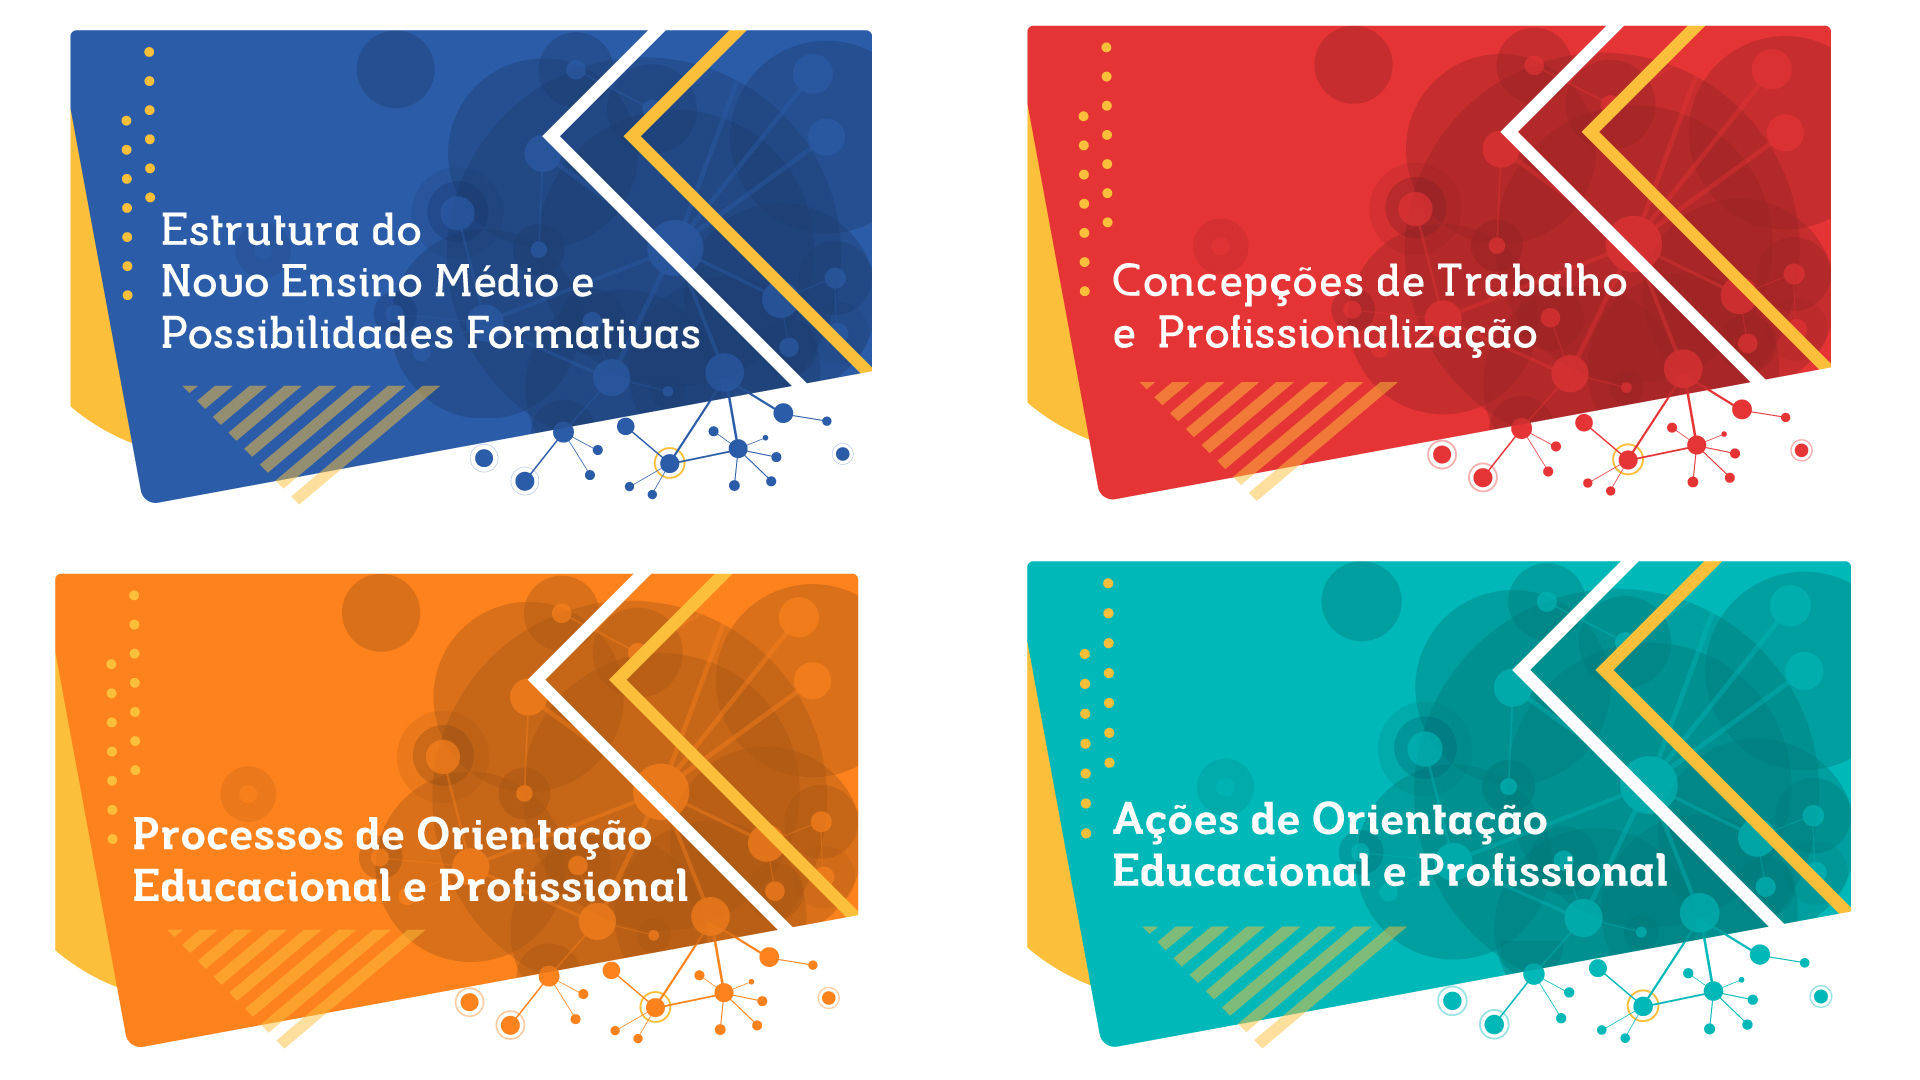 Estrutura do
Novo Ensino Médio e
Possibilidades Formativas
Concepções de Trabalho
e Profissionalização
Processos de Orientação
Educacional e Profissional
Ações de Orientação
Educacional e Profissional